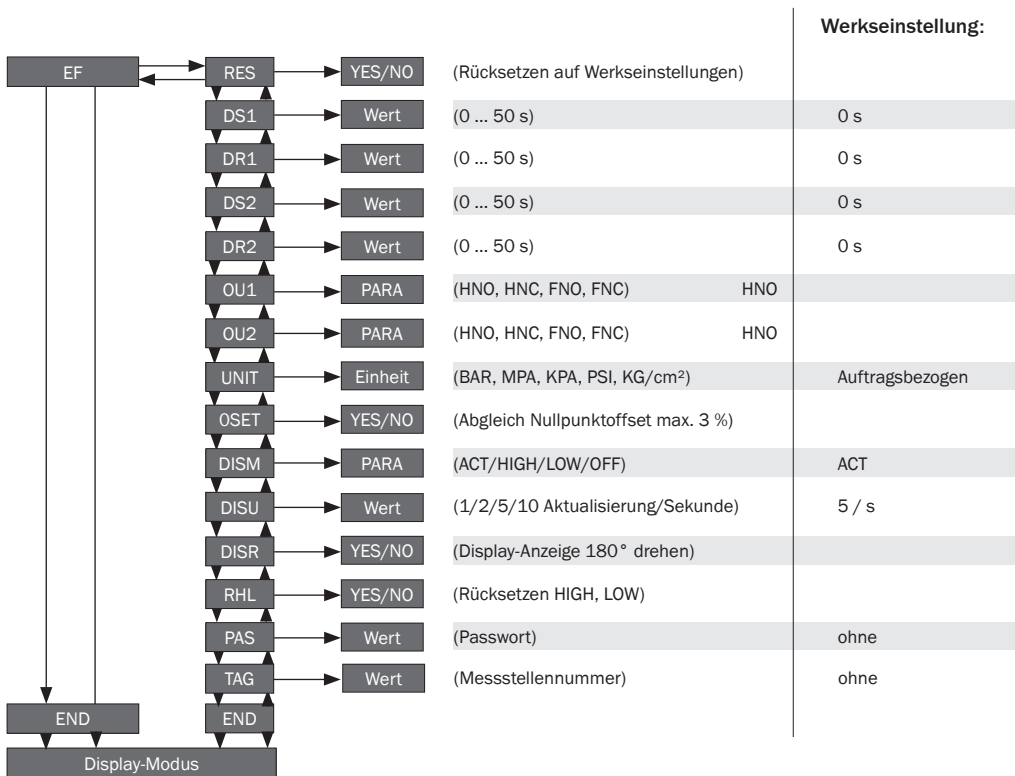 Werkseinstellung:
EF RES YES/NO (Rücksetzen auf Werkseinstellungen)
DS1 Wert (0 ... 50 s) 0 s
DR1 Wert (0 ... 50 s) 0 s
DS2 Wert (0 ... 50 s) 0 s
DR2 Wert (0 ... 50 s) 0 s
OU1 PARA (HNO, HNC, FNO, FNC) HNO
OU2 PARA (HNO, HNC, FNO, FNC) HNO
UNIT Einheit (BAR, MPA, KPA, PSI, KG/cm²) Auftragsbezogen
0SET YES/NO (Abgleich Nullpunktoffset max. 3 %)
DISM PARA (ACT/HIGH/LOW/OFF) ACT
DISU Wert (1/2/5/10 Aktualisierung/Sekunde) 5 / s
DISR YES/NO (Display-Anzeige 180° drehen)
RHL YES/NO (Rücksetzen HIGH, LOW)
PAS Wert (Passwort) ohne
TAG Wert (Messstellennummer) ohne
END END
Display-Modus